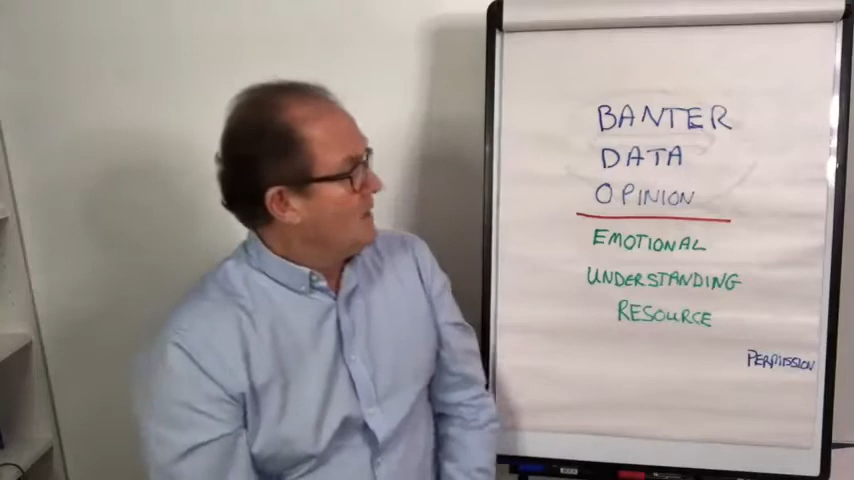 BANTER
DATA
OPINION
EMOTIONAL
UNDERSTANDING
RESOURCE
PERMISSION